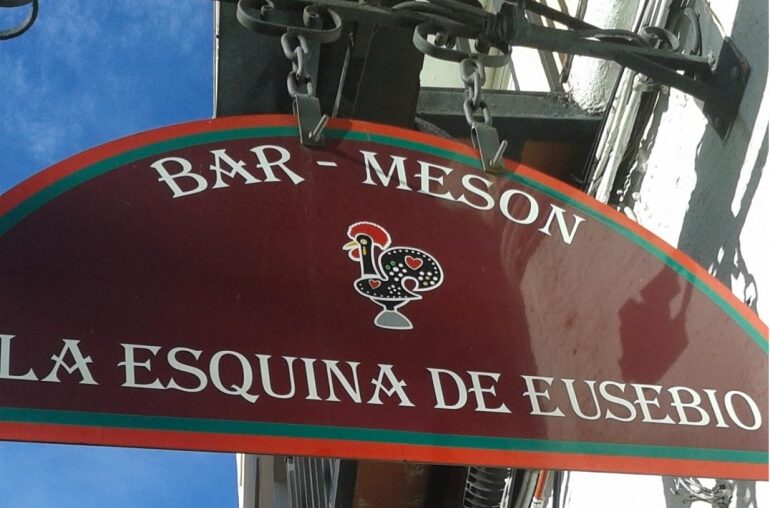 BAR - MESON
LA ESQUINA DE EUSEBIO